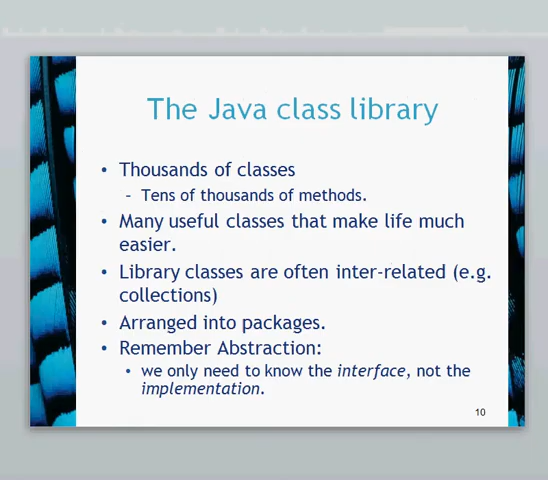 The Java class library
• Thousands of classes
- Tens of thousands of methods.
• Many useful classes that make life much
easier.
• Library classes are often inter-related (e.g.
collections)
• Arranged into packages.
• Remember Abstraction:
• we only need to know the interface, not the
implementation.
10